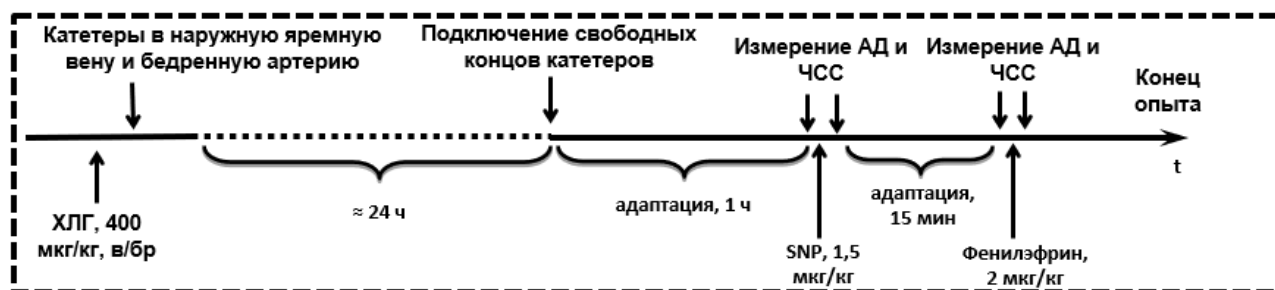 Катетеры в наружную яремную
вену и бедренную артерию
Подключение свободных
концов катетеров
Измерение АД и
ЧСС
Измерение АД и
ЧСС
Конец
опыта
t
ХЛГ, 400
мкг/кг, в/бр
≈ 24 ч
адаптация, 1 ч
SNP, 1,5
мкг/кг
адаптация,
15 мин
Фенилэфрин,
2 мкг/кг